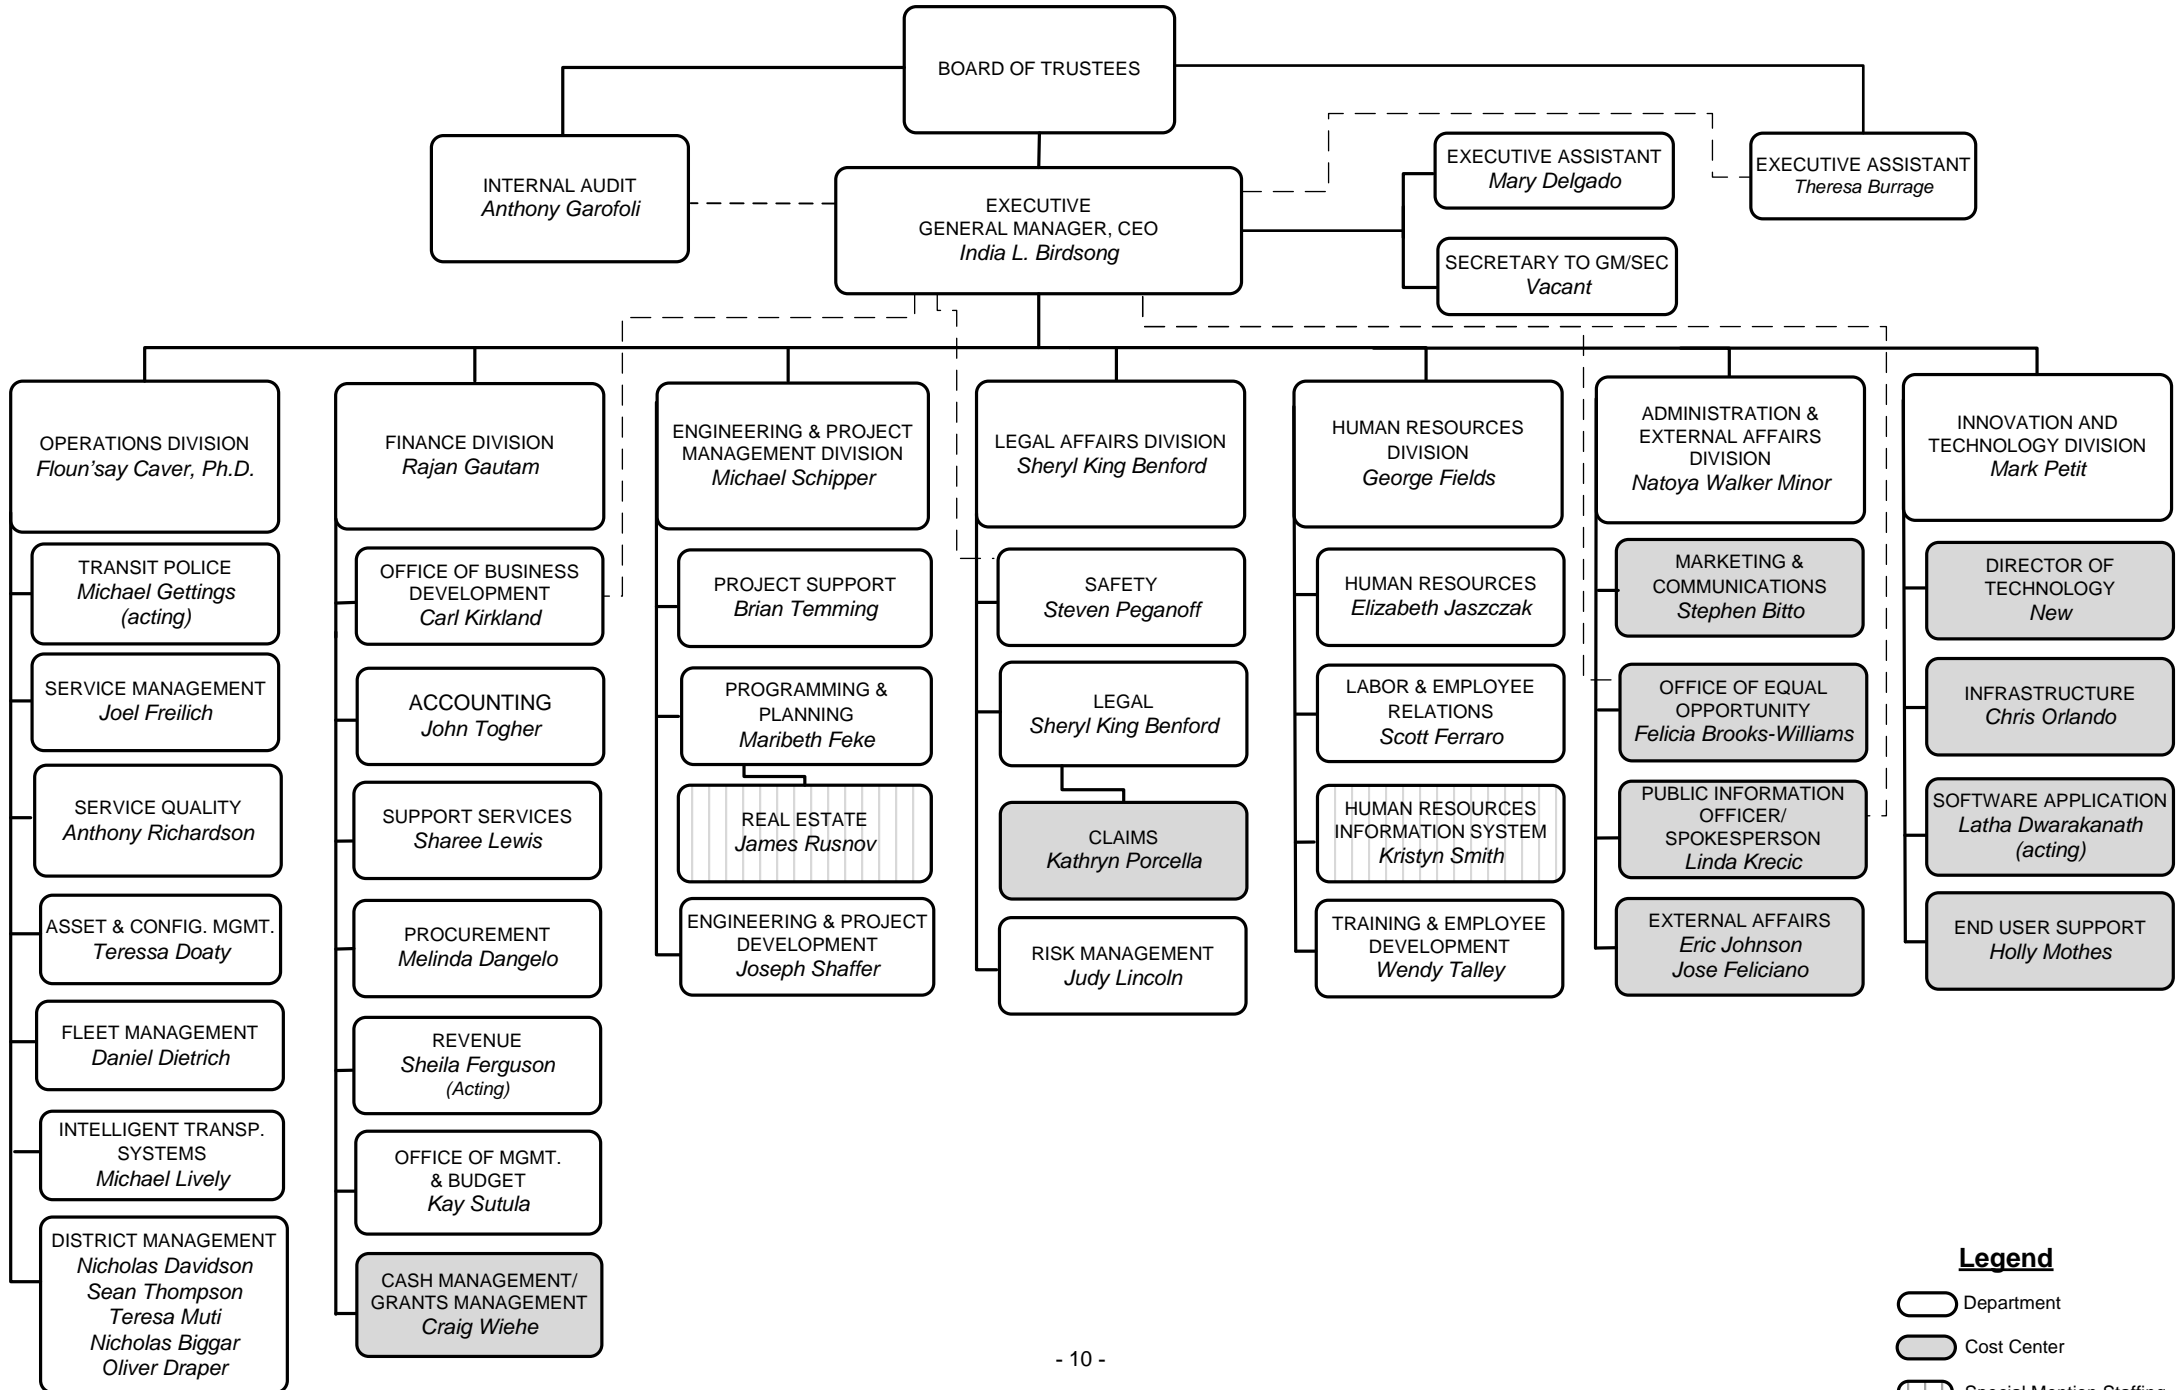 BOARD OF TRUSTEES
INTERNAL AUDIT
Anthony Garofoli
EXECUTIVE
GENERAL MANAGER, CEO
India L. Birdsong
EXECUTIVE ASSISTANT
Mary Delgado
SECRETARY TO GM/SEC
Vacant
EXECUTIVE ASSISTANT
Theresa Burrage
OPERATIONS DIVISION
Floun'say Caver, Ph.D.
TRANSIT POLICE
Michael Gettings
(acting)
SERVICE MANAGEMENT
Joel Freilich
SERVICE QUALITY
Anthony Richardson
ASSET & CONFIG. MGMT.
Teressa Doaty
FLEET MANAGEMENT
Daniel Dietrich
INTELLIGENT TRANSP.
SYSTEMS
Michael Lively
DISTRICT MANAGEMENT
Nicholas Davidson
Sean Thompson
Teresa Muti
Nicholas Biggar
Oliver Draper
FINANCE DIVISION
Rajan Gautam
OFFICE OF BUSINESS
DEVELOPMENT
Carl Kirkland
ACCOUNTING
John Togher
SUPPORT SERVICES
Sharee Lewis
PROCUREMENT
Melinda Dangelo
REVENUE
Sheila Ferguson
(Acting)
OFFICE OF MGMT.
& BUDGET
Kay Sutula
CASH MANAGEMENT/
GRANTS MANAGEMENT
Craig Wiehe
ENGINEERING & PROJECT
MANAGEMENT DIVISION
Michael Schipper
PROJECT SUPPORT
Brian Temming
PROGRAMMING &
PLANNING
Maribeth Feke
REAL ESTATE
James Rusnov
ENGINEERING & PROJECT
DEVELOPMENT
Joseph Shaffer
LEGAL AFFAIRS DIVISION
Sheryl King Benford
SAFETY
Steven Peganoff
LEGAL
Sheryl King Benford
CLAIMS
Kathryn Porcella
RISK MANAGEMENT
Judy Lincoln
HUMAN RESOURCES
DIVISION
George Fields
HUMAN RESOURCES
Elizabeth Jaszczak
LABOR & EMPLOYEE
RELATIONS
Scott Ferraro
HUMAN RESOURCES
INFORMATION SYSTEM
Kristyn Smith
TRAINING & EMPLOYEE
DEVELOPMENT
Wendy Talley
ADMINISTRATION &
EXTERNAL AFFAIRS
DIVISION
Natoya Walker Minor
MARKETING &
COMMUNICATIONS
Stephen Bitto
OFFICE OF EQUAL
OPPORTUNITY
Felicia Brooks-Williams
PUBLIC INFORMATION
OFFICER/
SPOKESPERSON
Linda Krecic
EXTERNAL AFFAIRS
Eric Johnson
Jose Feliciano
INNOVATION AND
TECHNOLOGY DIVISION
Mark Petit
DIRECTOR OF
TECHNOLOGY
New
INFRASTRUCTURE
Chris Orlando
SOFTWARE APPLICATION
Latha Dwarakanath
(acting)
END USER SUPPORT
Holly Mothes
Legend
Department
Cost Center
Special Mention Staffing
- 10 -